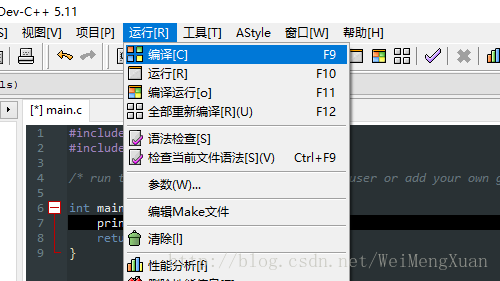 Dev-C++ 5.11
视图[V] 项目[P] 运行[R] 工具[T] AStyle 窗口[W] 帮助[H]
编译[C] F9
运行[R] F10
编译运行[o] F11
全部重新编译[R](U) F12
语法检查[S]
检查当前文件语法[S](V) Ctrl+F9
参数(W)...
编辑Make文件
清除[l]
性能分析[f]
ls)
[*] main.c
1 #include
2 #include
3
4 /* run t user or add your own g
5
6 int main
7 prin
8 retu
9 }
http://blog.csdn.net/WeiMengXuan